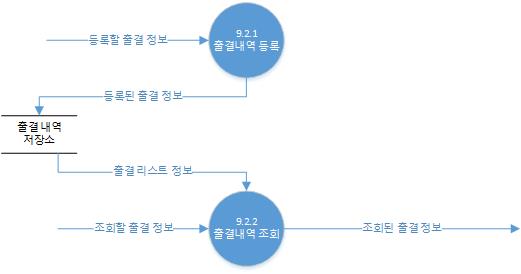 9.2.1
출결내역 등록
등록할 출결 정보
등록된 출결 정보
출결 내역
저장소
출결리스트 정보
9.2.2
출결내역 조회
조회할 출결 정보
조회된 출결 정보